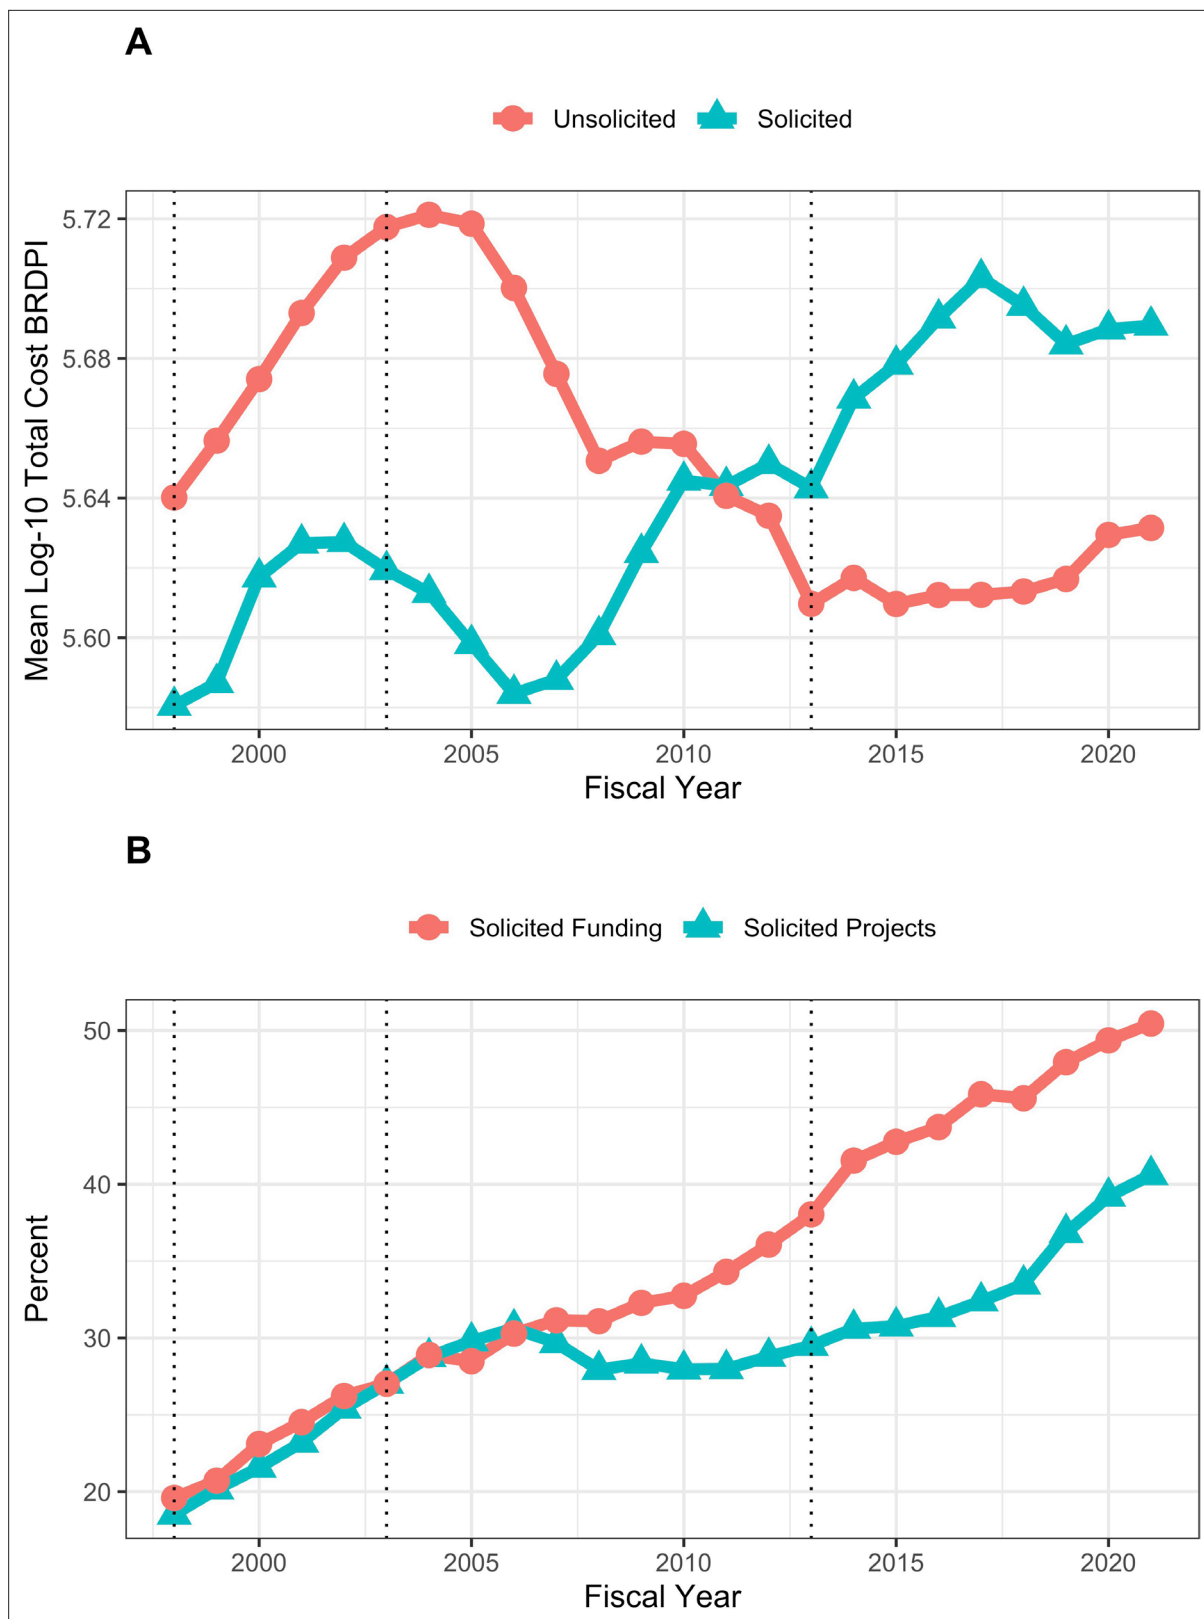 A
Unsolicited Solicited
Mean Log-10 Total Cost BRDPI
5.72
5.68
5.64
5.60
2000 2005 2010 2015 2020
Fiscal Year
B
Solicited Funding Solicited Projects
Percent
50
40
30
20
2000 2005 2010 2015 2020
Fiscal Year